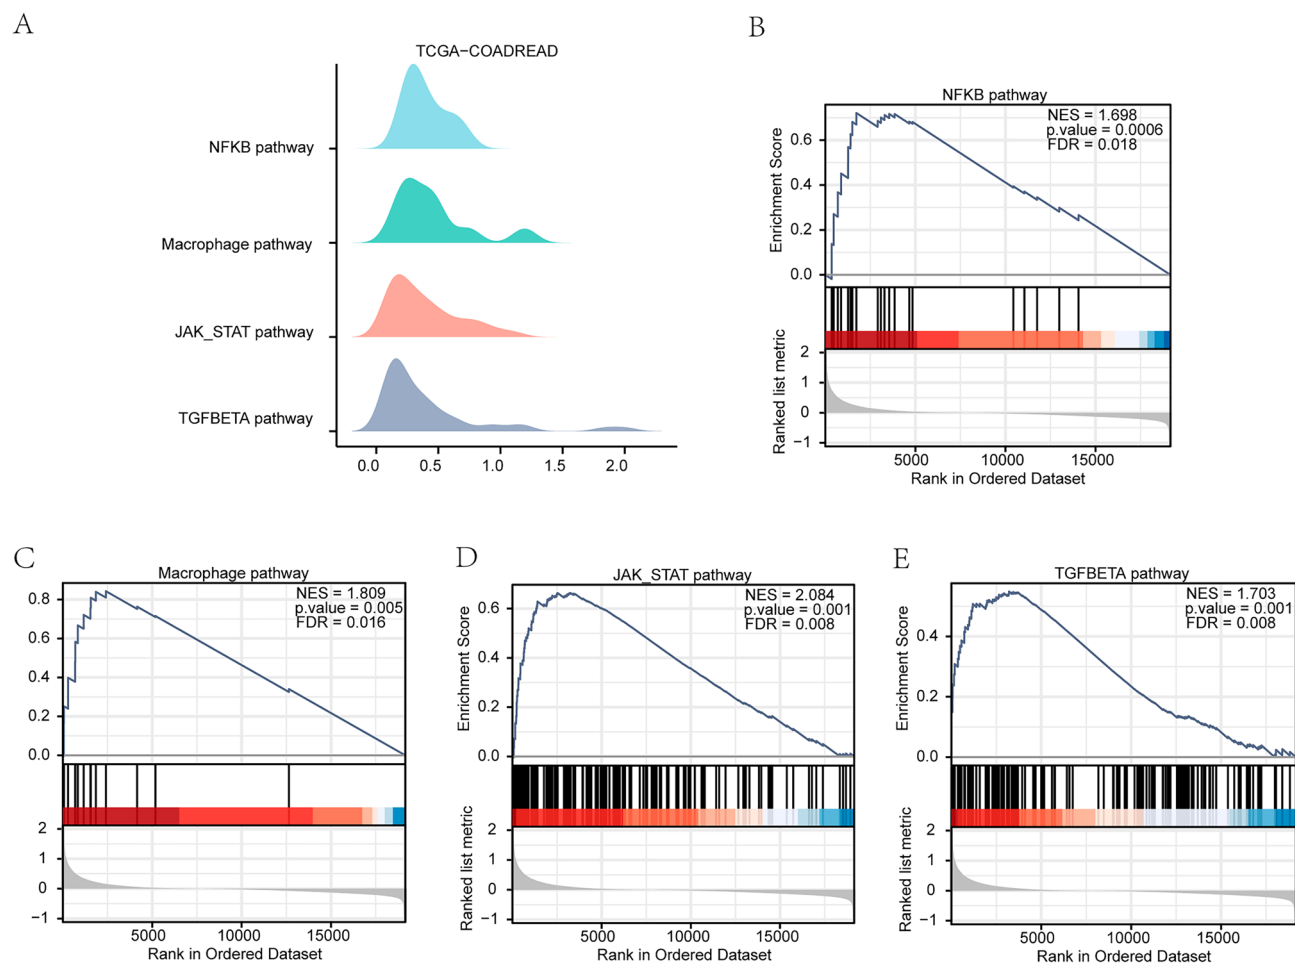 A
TCGA−COADREAD
NFKB pathway
Macrophage pathway
JAK_STAT pathway
TGFBETA pathway
0.0 0.5 1.0 1.5 2.0
B
NFKB pathway
NES = 1.698
p.value = 0.0006
FDR = 0.018
Enrichment Score
0.6
0.4
0.2
0.0
Ranked list metric
2
1
0
−1
5000 10000 15000
Rank in Ordered Dataset
C
Macrophage pathway
NES = 1.809
p.value = 0.005
FDR = 0.016
0.8
0.6
0.4
0.2
0.0
2
1
0
−1
5000 10000 15000
Rank in Ordered Dataset
D
JAK_STAT pathway
NES = 2.084
p.value = 0.001
FDR = 0.008
Enrichment Score
0.6
0.4
0.2
0.0
Ranked list metric
2
1
0
−1
5000 10000 15000
Rank in Ordered Dataset
E
TGFBETA pathway
NES = 1.703
p.value = 0.001
FDR = 0.008
Enrichment Score
0.4
0.2
0.0
Ranked list metric
2
1
0
−1
5000 10000 15000
Rank in Ordered Dataset